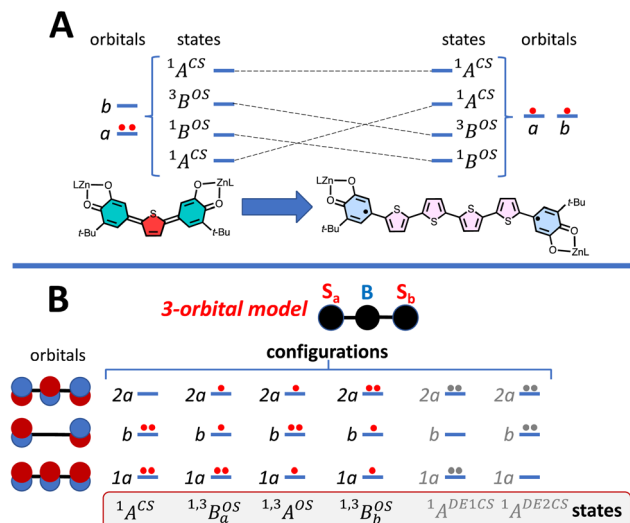 A
orbitals states states orbitals
¹A^CS ¹A^CS
³B^OS ¹A^CS
b
a
¹B^OS ³B^OS
a b
¹A^CS ¹B^OS
LZn O O ZnL
O S O
t-Bu t-Bu
LZn O
O
t-Bu
S S S S
t-Bu
O
O ZnL
B
3-orbital model
S_a B S_b
orbitals
configurations
2a 2a 2a 2a 2a 2a
b b b b b b
1a 1a 1a 1a 1a 1a
¹A^CS ¹,³B_a^OS ¹,³A^OS ¹,³B_b^OS ¹A^DE1CS ¹A^DE2CS states